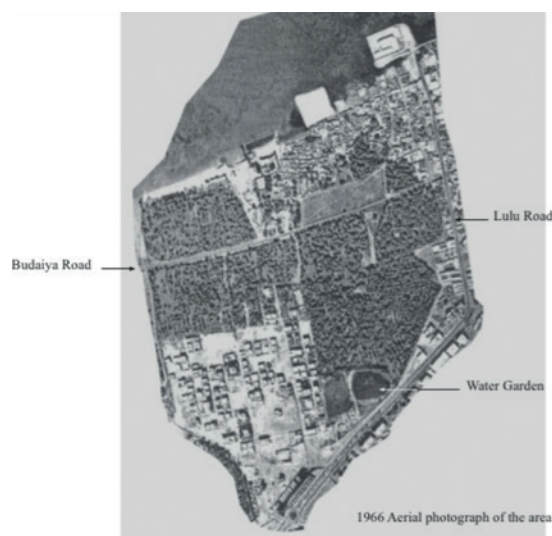 Lulu Road
Budaiya Road
Water Garden
1966 Aerial photograph of the area